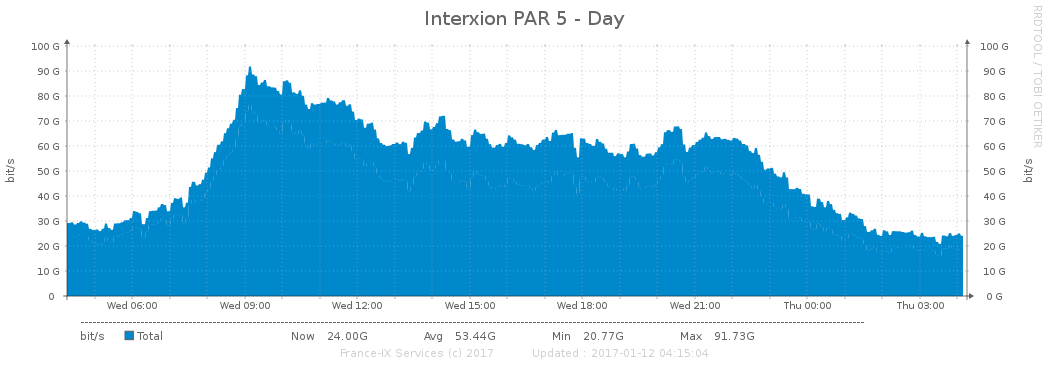 Interxion PAR 5 - Day
RRDTOOL / TOBI OETIKER
100 G 100 G
90 G 90 G
80 G 80 G
70 G 70 G
60 G 60 G
50 G 50 G
40 G 40 G
30 G 30 G
20 G 20 G
10 G 10 G
0 0 G
bit/s bit/s
Wed 06:00 Wed 09:00 Wed 12:00 Wed 15:00 Wed 18:00 Wed 21:00 Thu 00:00 Thu 03:00
bit/s Total Now 24.00G Avg 53.44G Min 20.77G Max 91.73G
France-IX Services (c) 2017 Updated : 2017-01-12 04:15:04